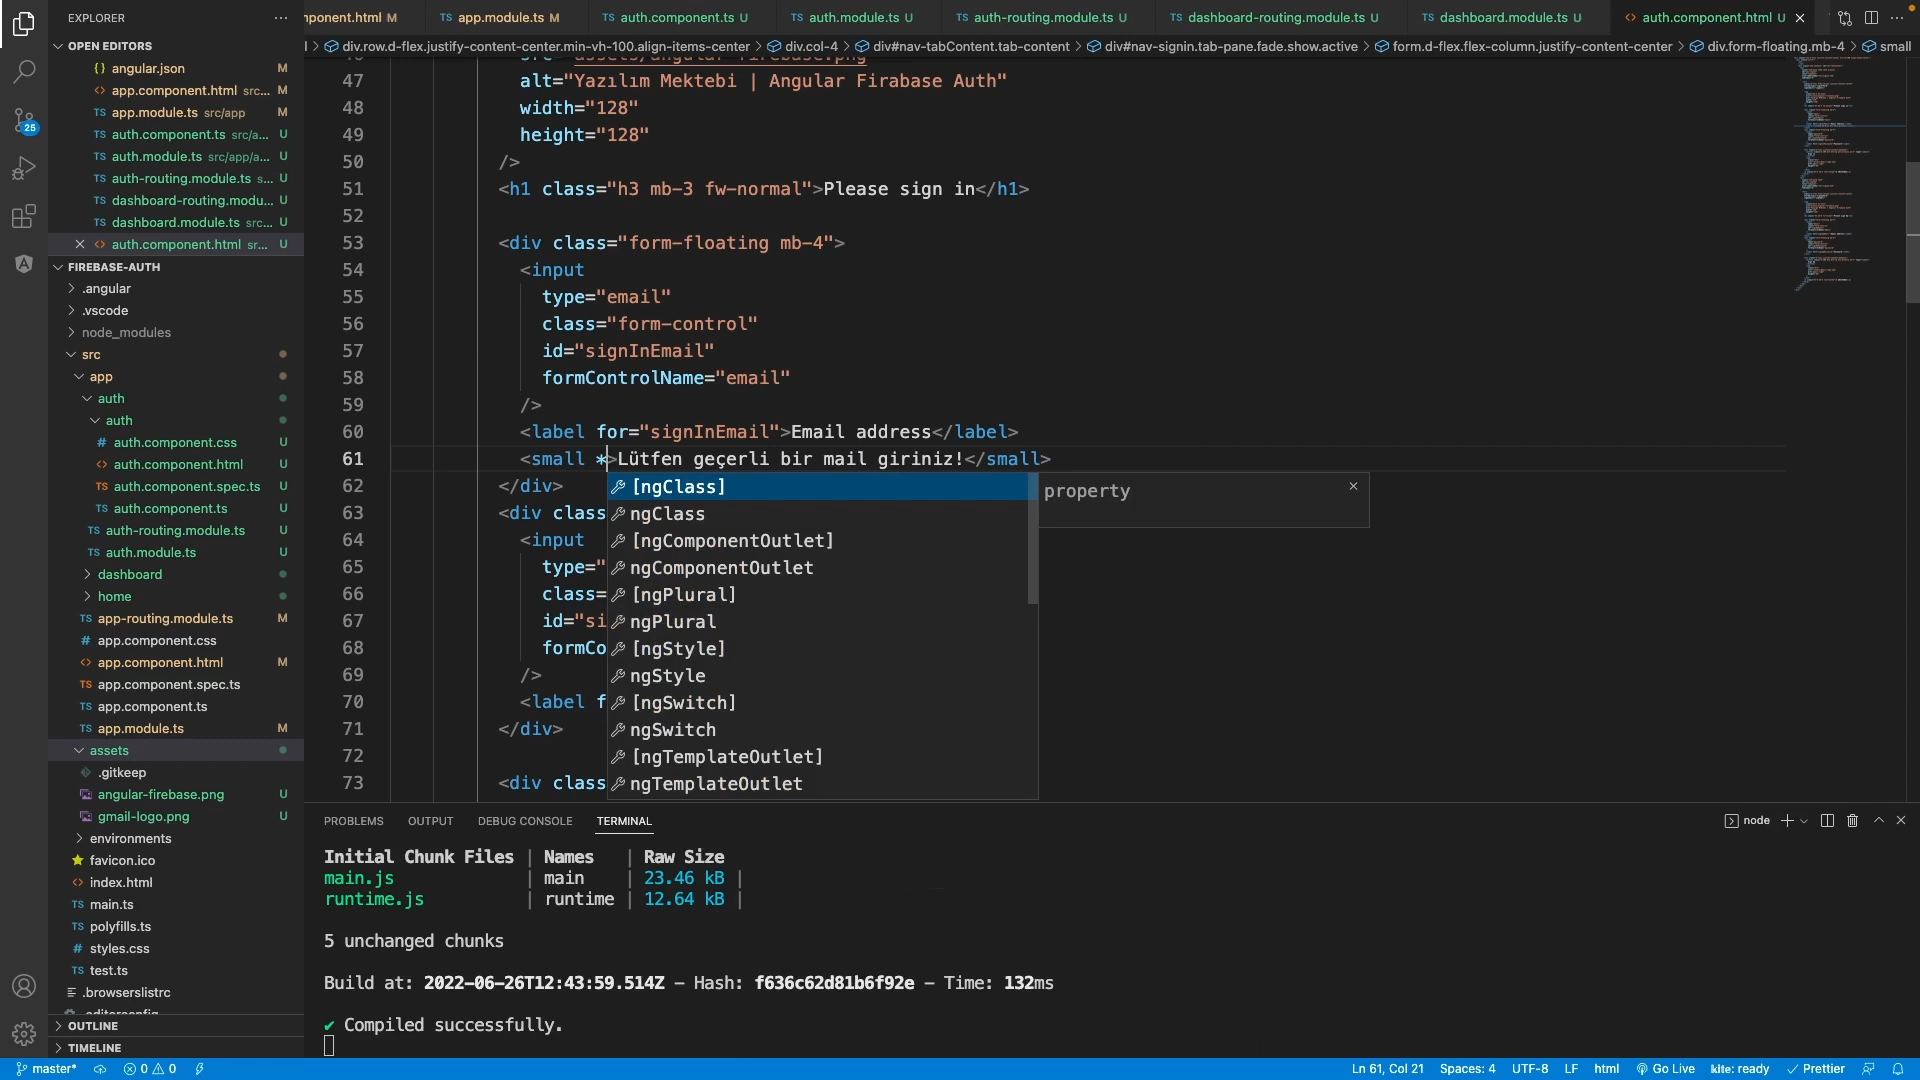 EXPLORER
OPEN EDITORS
{} angular.json M
<> app.component.html src... M
TS app.module.ts src/app M
TS auth.component.ts src/a... U
TS auth.module.ts src/app/a... U
TS auth-routing.module.ts s... U
TS dashboard-routing.modu... U
TS dashboard.module.ts src... U
<> auth.component.html sr... U
FIREBASE-AUTH
.angular
.vscode
node_modules
src
app
auth
auth
# auth.component.css U
<> auth.component.html U
TS auth.component.spec.ts U
TS auth.component.ts U
TS auth-routing.module.ts U
TS auth.module.ts U
dashboard
home
TS app-routing.module.ts M
# app.component.css
<> app.component.html M
TS app.component.spec.ts
TS app.component.ts
TS app.module.ts M
assets
.gitkeep
angular-firebase.png U
gmail-logo.png U
environments
favicon.ico
<> index.html
TS main.ts
TS polyfills.ts
# styles.css
TS test.ts
.browserslistrc
.editorconfig
OUTLINE
TIMELINE
25
ponent.html M
TS app.module.ts M
TS auth.component.ts U
TS auth.module.ts U
TS auth-routing.module.ts U
TS dashboard-routing.module.ts U
TS dashboard.module.ts U
<> auth.component.html U
div.row.d-flex.justify-content-center.min-vh-100.align-items-center > div.col-4 > div#nav-tabContent.tab-content > div#nav-signin.tab-pane.fade.show.active > form.d-flex.flex-column.justify-content-center > div.form-floating.mb-4 > small
46 src="assets/angular-firebase.png"
47 alt="Yazılım Mektebi | Angular Firabase Auth"
48 width="128"
49 height="128"
50 />
51 <h1 class="h3 mb-3 fw-normal">Please sign in</h1>
52
53 <div class="form-floating mb-4">
54 <input
55 type="email"
56 class="form-control"
57 id="signInEmail"
58 formControlName="email"
59 />
60 <label for="signInEmail">Email address</label>
61 <small *>Lütfen geçerli bir mail giriniz!</small>
62 </div>
63 <div class
64 <input
65 type="
66 class=
67 id="si
68 formCo
69 />
70 <label f
71 </div>
72
73 <div class
[ngClass]
ngClass
[ngComponentOutlet]
ngComponentOutlet
[ngPlural]
ngPlural
[ngStyle]
ngStyle
[ngSwitch]
ngSwitch
[ngTemplateOutlet]
ngTemplateOutlet
property
PROBLEMS OUTPUT DEBUG CONSOLE TERMINAL
node
Initial Chunk Files | Names | Raw Size
main.js | main | 23.46 kB |
runtime.js | runtime | 12.64 kB |
5 unchanged chunks
Build at: 2022-06-26T12:43:59.514Z - Hash: f636c62d81b6f92e - Time: 132ms
✔ Compiled successfully.
master* 0 0
Ln 61, Col 21 Spaces: 4 UTF-8 LF html Go Live kite: ready Prettier